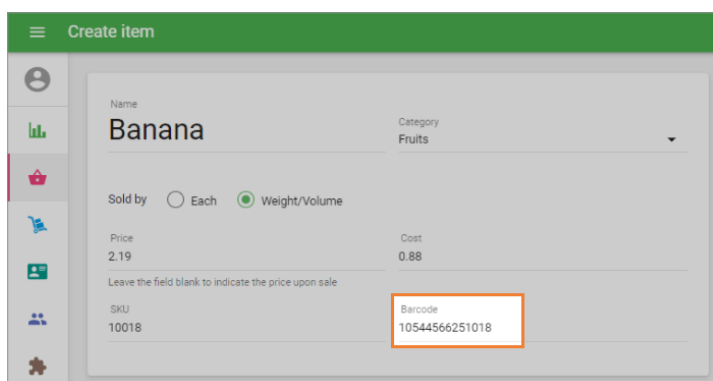 Create item
Name
Banana
Category
Fruits
Sold by Each Weight/Volume
Price
2.19
Cost
0.88
Leave the field blank to indicate the price upon sale
SKU
10018
Barcode
10544566251018